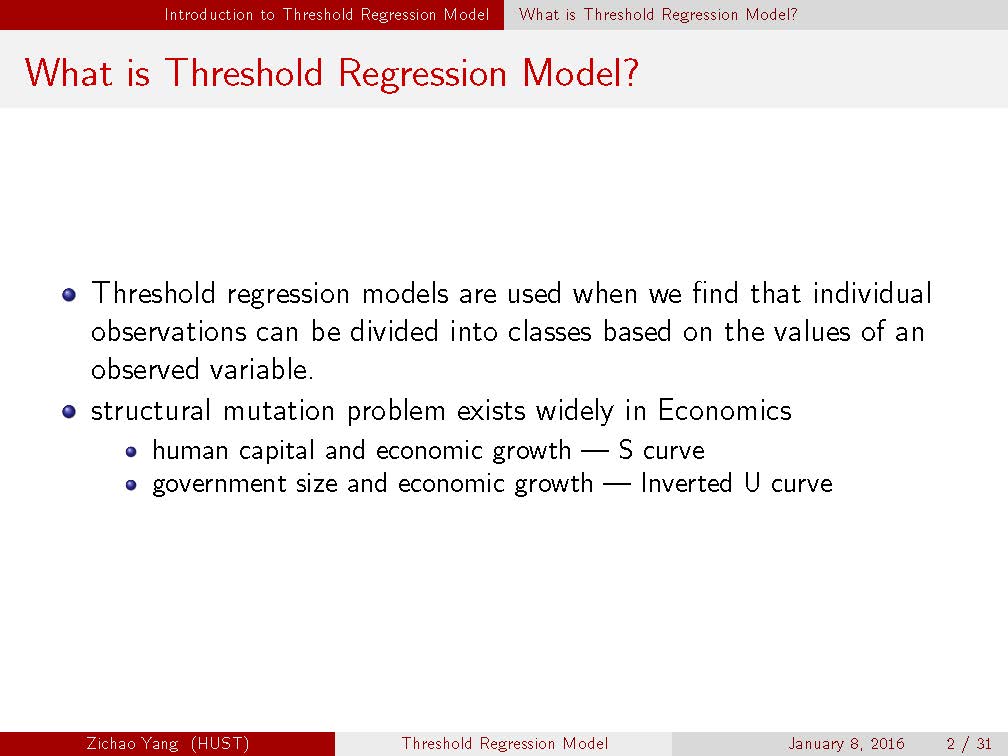 Introduction to Threshold Regression Model What is Threshold Regression Model?
What is Threshold Regression Model?
Threshold regression models are used when we find that individual
observations can be divided into classes based on the values of an
observed variable.
structural mutation problem exists widely in Economics
human capital and economic growth — S curve
government size and economic growth — Inverted U curve
Zichao Yang (HUST) Threshold Regression Model January 8, 2016 2 / 31